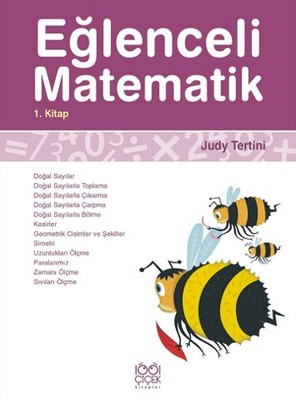 Eğlenceli
Matematik
1. Kitap
Judy Tertini
Doğal Sayılar
Doğal Sayılarla Toplama
Doğal Sayılarla Çıkarma
Doğal Sayılarla Çarpma
Doğal Sayılarla Bölme
Kesirler
Geometrik Cisimler ve Şekiller
Simetri
Uzunlukları Ölçme
Paralarımız
Zamanı Ölçme
Sıvıları Ölçme
1001
ÇİÇEK
kitaplar